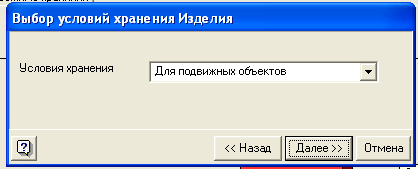 Выбор условий хранения Изделия
Условия хранения
Для подвижных объектов
<< Назад
Далее >>
Отмена